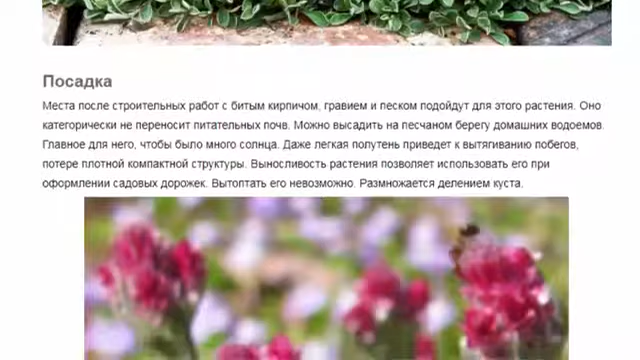 Посадка
Места после строительных работ с битым кирпичом, гравием и песком подойдут для этого растения. Оно
категорически не переносит питательных почв. Можно высадить на песчаном берегу домашних водоемов.
Главное для него, чтобы было много солнца. Даже легкая полутень приведет к вытягиванию побегов,
потере плотной компактной структуры. Выносливость растения позволяет использовать его при
оформлении садовых дорожек. Вытоптать его невозможно. Размножается делением куста.